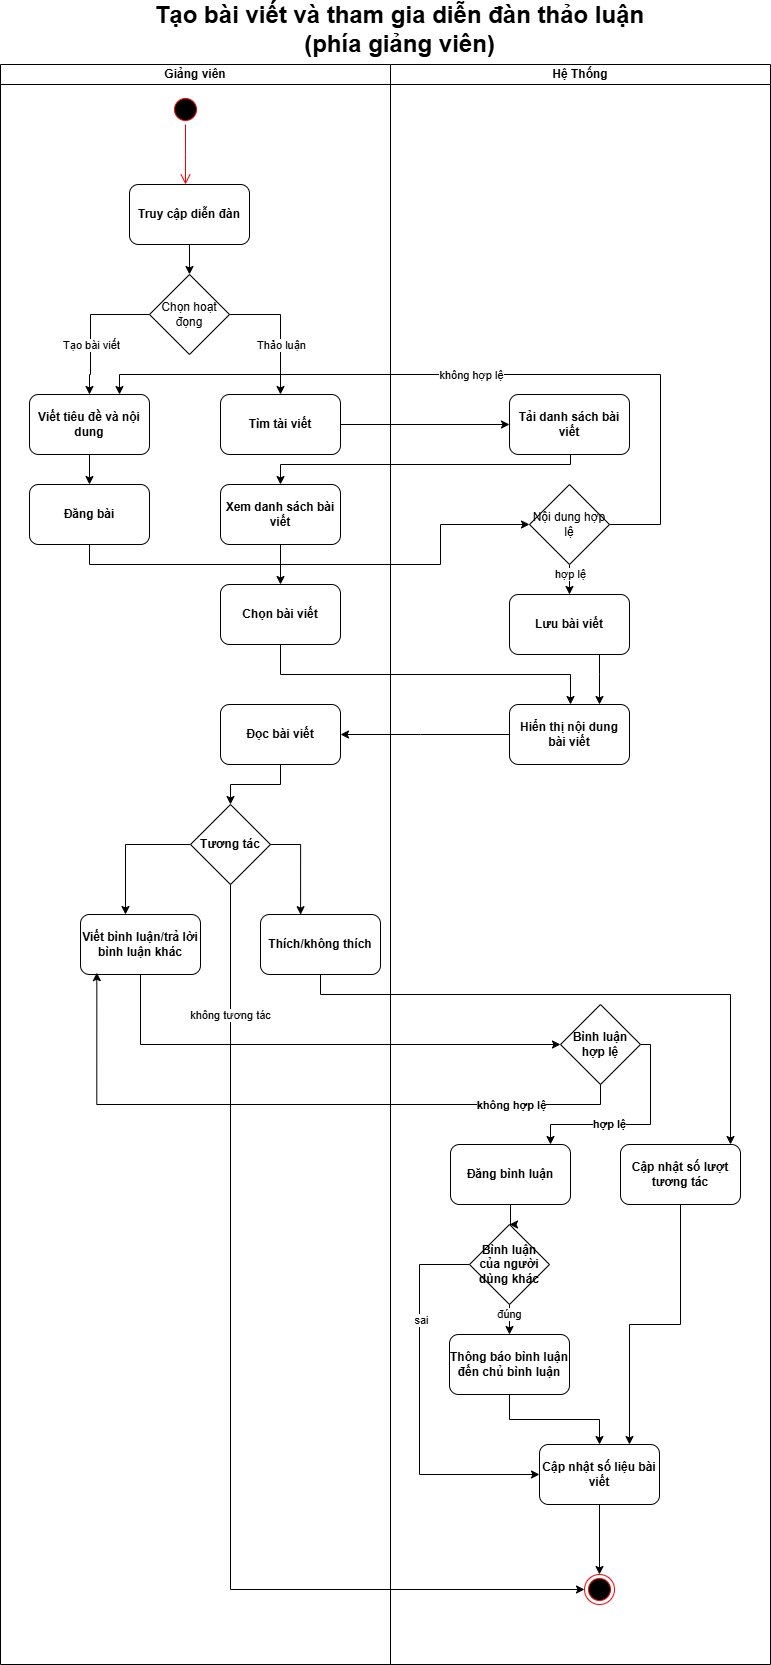 Tạo bài viết và tham gia diễn đàn thảo luận
(phía giảng viên)
Giảng viên
Hệ Thống
Truy cập diễn đàn
Chọn hoạt
đọng
Tạo bài viết
Thảo luận
không hợp lệ
Viết tiêu đề và nội
dung
Tìm tài viết
Tải danh sách bài
viết
Đăng bài
Xem danh sách bài
viết
Nội dung hợp
lệ
hợp lệ
Chọn bài viết
Lưu bài viết
Đọc bài viết
Hiển thị nội dung
bài viết
Tương tác
Viết bình luận/trả lời
bình luận khác
Thích/không thích
không tương tác
Bình luận
hợp lệ
không hợp lệ
hợp lệ
Đăng bình luận
Cập nhật số lượt
tương tác
Bình luận
của người
dùng khác
sai
đúng
Thông báo bình luận
đến chủ bình luận
Cập nhật số liệu bài
viết